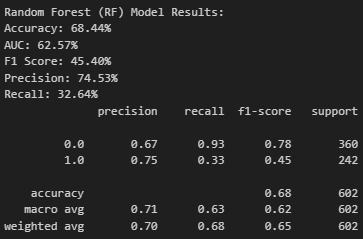 Random Forest (RF) Model Results:
Accuracy: 68.44%
AUC: 62.57%
F1 Score: 45.40%
Precision: 74.53%
Recall: 32.64%
precision recall f1-score support
0.0 0.67 0.93 0.78 360
1.0 0.75 0.33 0.45 242
accuracy 0.68 602
macro avg 0.71 0.63 0.62 602
weighted avg 0.70 0.68 0.65 602